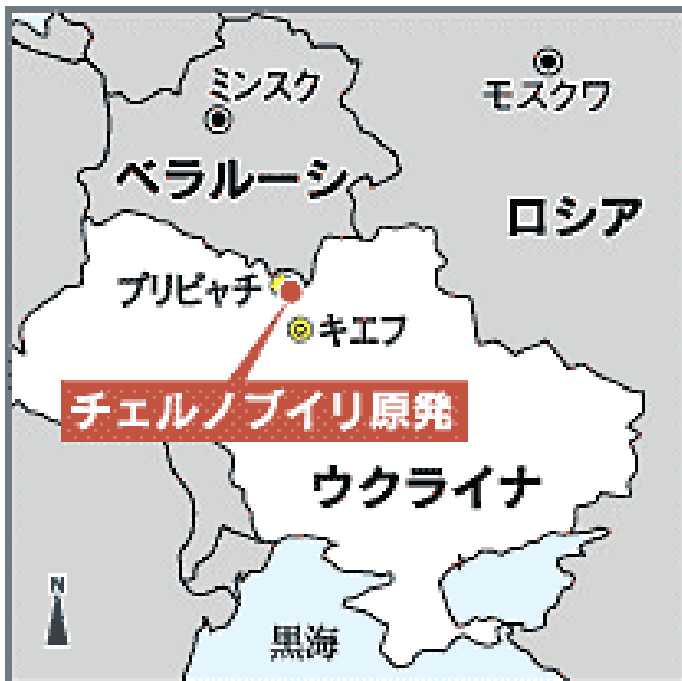 ミンスク
モスクワ
ベラルーシ
ロシア
プリピャチ
キエフ
チェルノブイリ原発
ウクライナ
N
黒海